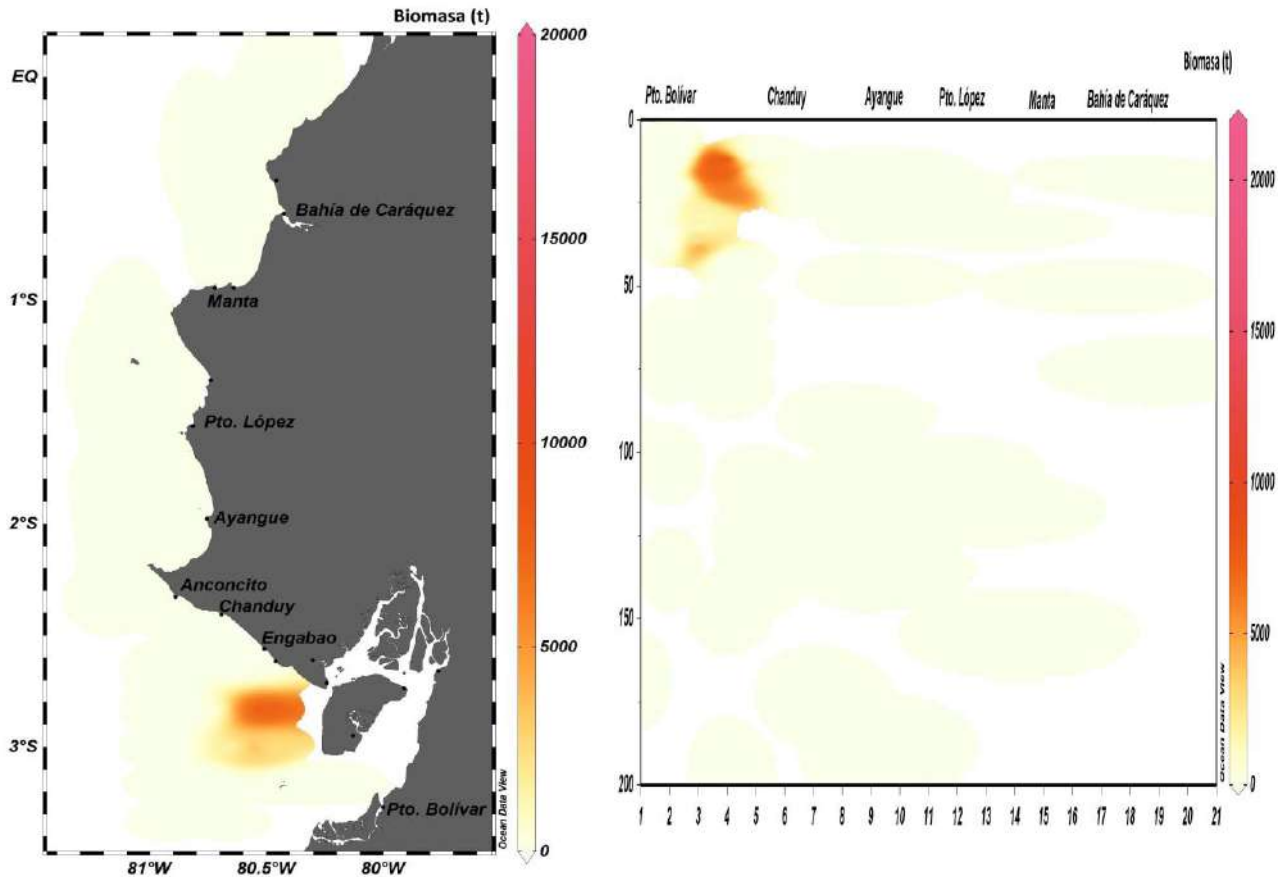 Biomasa (t)
20000
15000
10000
5000
0
EQ
1°S
2°S
3°S
81°W
80.5°W
80°W
Bahía de Caráquez
Manta
Pto. López
Ayangue
Anconcito
Chanduy
Engabao
Pto. Bolívar
Ocean Data View
Biomasa (t)
Pto. Bolívar Chanduy Ayangue Pto. López Manta Bahía de Caráquez
0
50
100
150
200
1 2 3 4 5 6 7 8 9 10 11 12 13 14 15 16 17 18 19 20 21
20000
15000
10000
5000
0
Ocean Data View